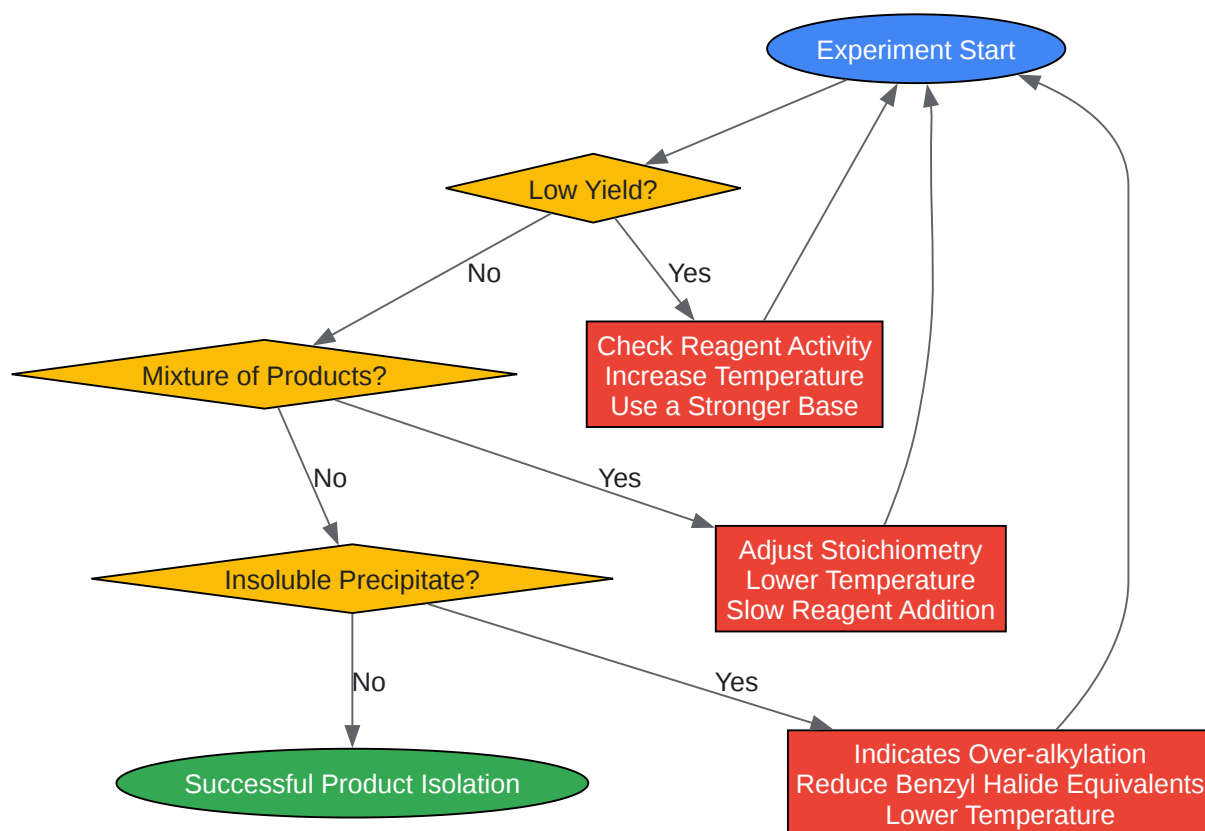 Experiment Start
Low Yield?
No
Yes
Check Reagent Activity
Increase Temperature
Use a Stronger Base
Mixture of Products?
No
Yes
Adjust Stoichiometry
Lower Temperature
Slow Reagent Addition
Insoluble Precipitate?
No
Yes
Successful Product Isolation
Indicates Over-alkylation
Reduce Benzyl Halide Equivalents
Lower Temperature